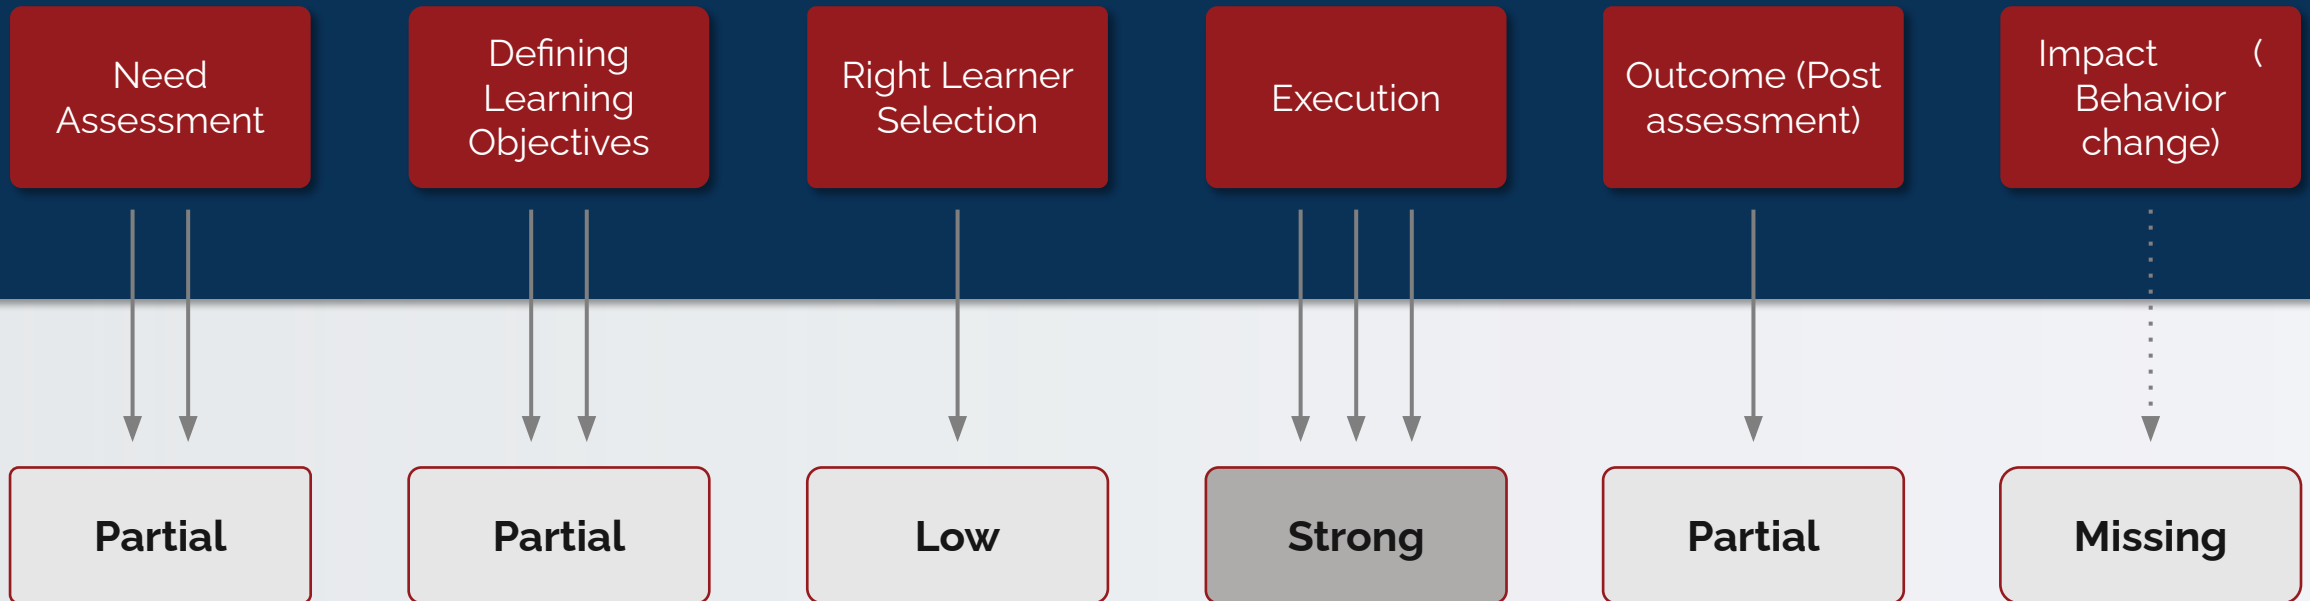 Need
Assessment
Defining
Learning
Objectives
Right Learner
Selection
Execution
Outcome (Post
assessment)
Impact (
Behavior
change)
Partial
Partial
Low
Strong
Partial
Missing